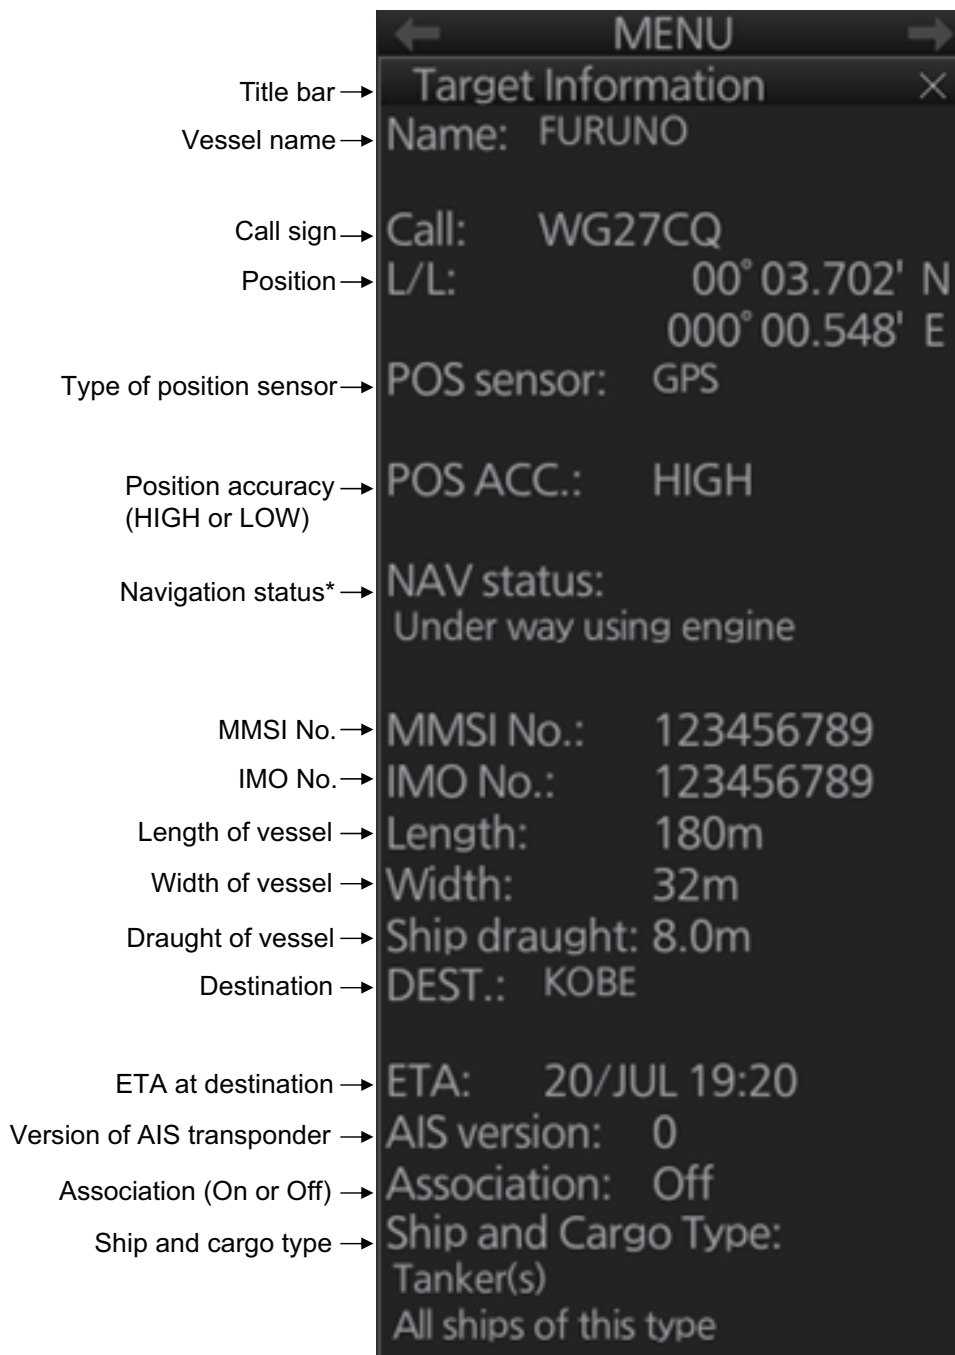 MENU
Title bar Target Information
Vessel name Name: FURUNO
Call sign Call: WG27CQ
Position L/L: 00° 03.702' N
000° 00.548' E
Type of position sensor POS sensor: GPS
Position accuracy POS ACC.: HIGH
(HIGH or LOW)
Navigation status* NAV status:
Under way using engine
MMSI No. MMSI No.: 123456789
IMO No. IMO No.: 123456789
Length of vessel Length: 180m
Width of vessel Width: 32m
Draught of vessel Ship draught: 8.0m
Destination DEST.: KOBE
ETA at destination ETA: 20/JUL 19:20
Version of AIS transponder AIS version: 0
Association (On or Off) Association: Off
Ship and cargo type Ship and Cargo Type:
Tanker(s)
All ships of this type